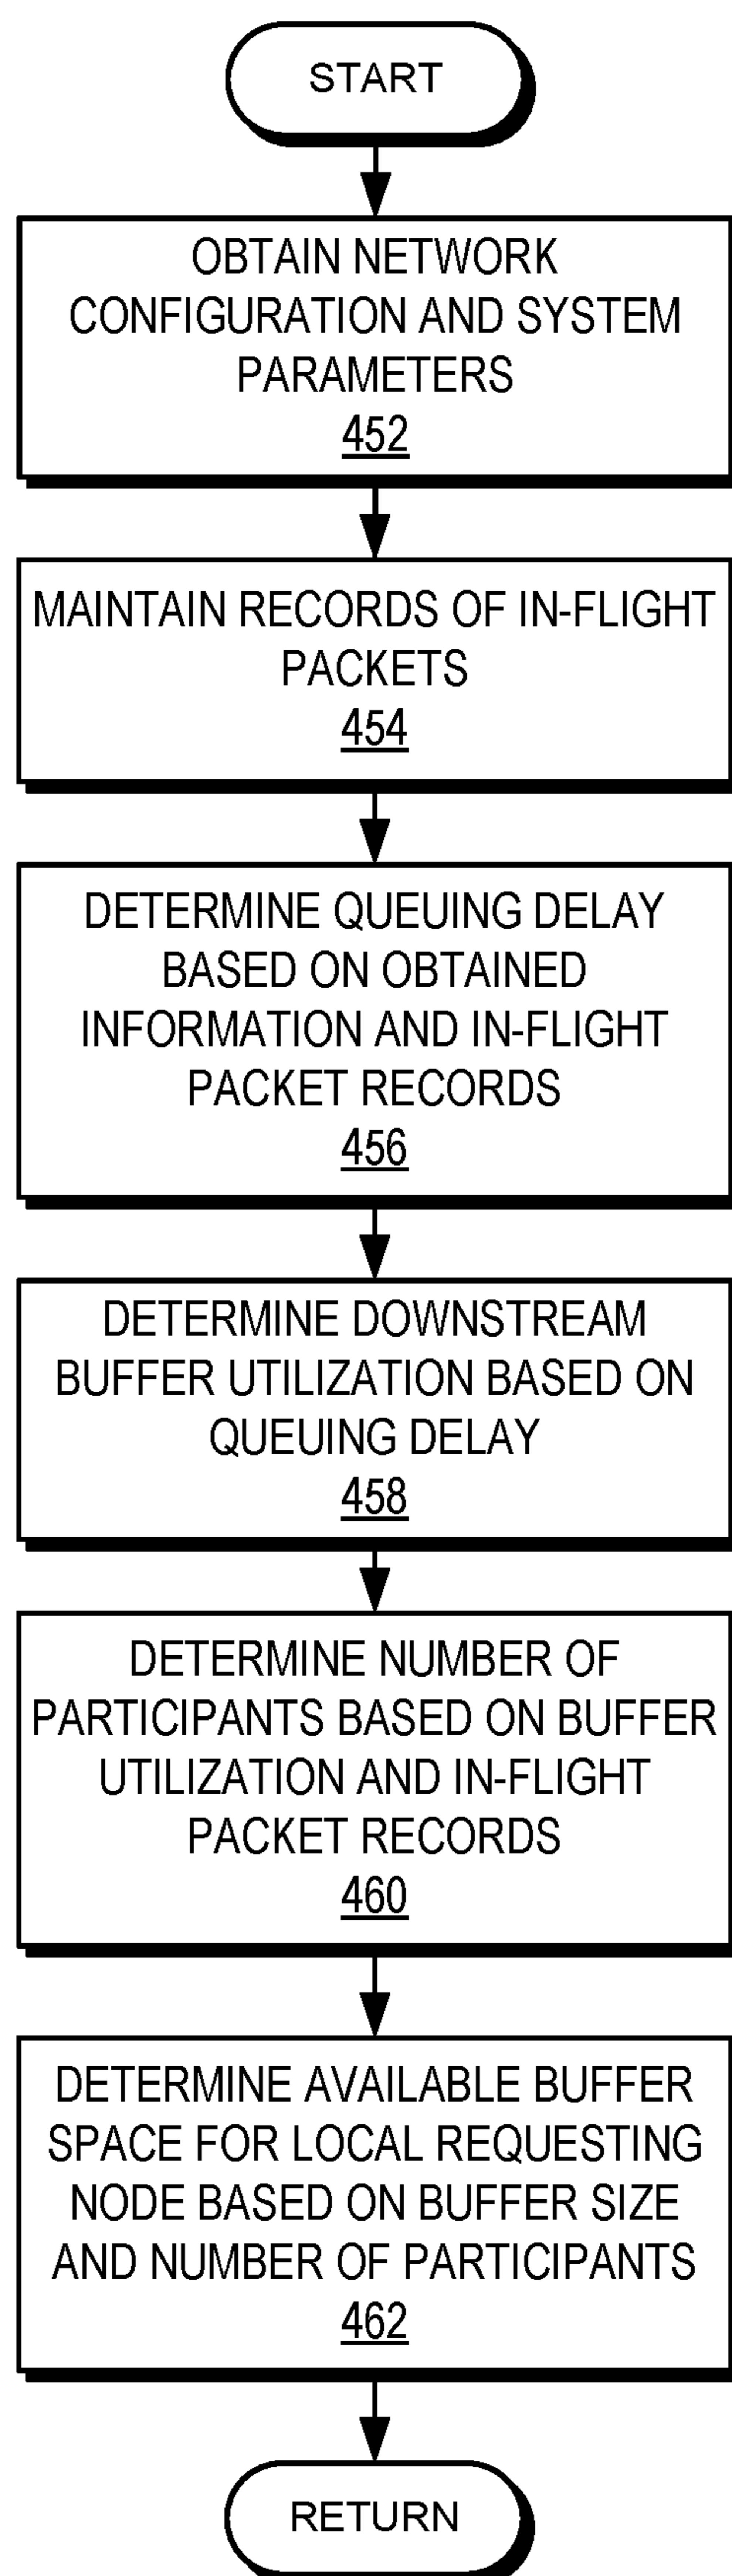 START
OBTAIN NETWORK
CONFIGURATION AND SYSTEM
PARAMETERS
452
MAINTAIN RECORDS OF IN-FLIGHT
PACKETS
454
DETERMINE QUEUING DELAY
BASED ON OBTAINED
INFORMATION AND IN-FLIGHT
PACKET RECORDS
456
DETERMINE DOWNSTREAM
BUFFER UTILIZATION BASED ON
QUEUING DELAY
458
DETERMINE NUMBER OF
PARTICIPANTS BASED ON BUFFER
UTILIZATION AND IN-FLIGHT
PACKET RECORDS
460
DETERMINE AVAILABLE BUFFER
SPACE FOR LOCAL REQUESTING
NODE BASED ON BUFFER SIZE
AND NUMBER OF PARTICIPANTS
462
RETURN